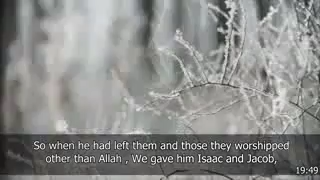 So when he had left them and those they worshipped
other than Allah , We gave him Isaac and Jacob,
19:49